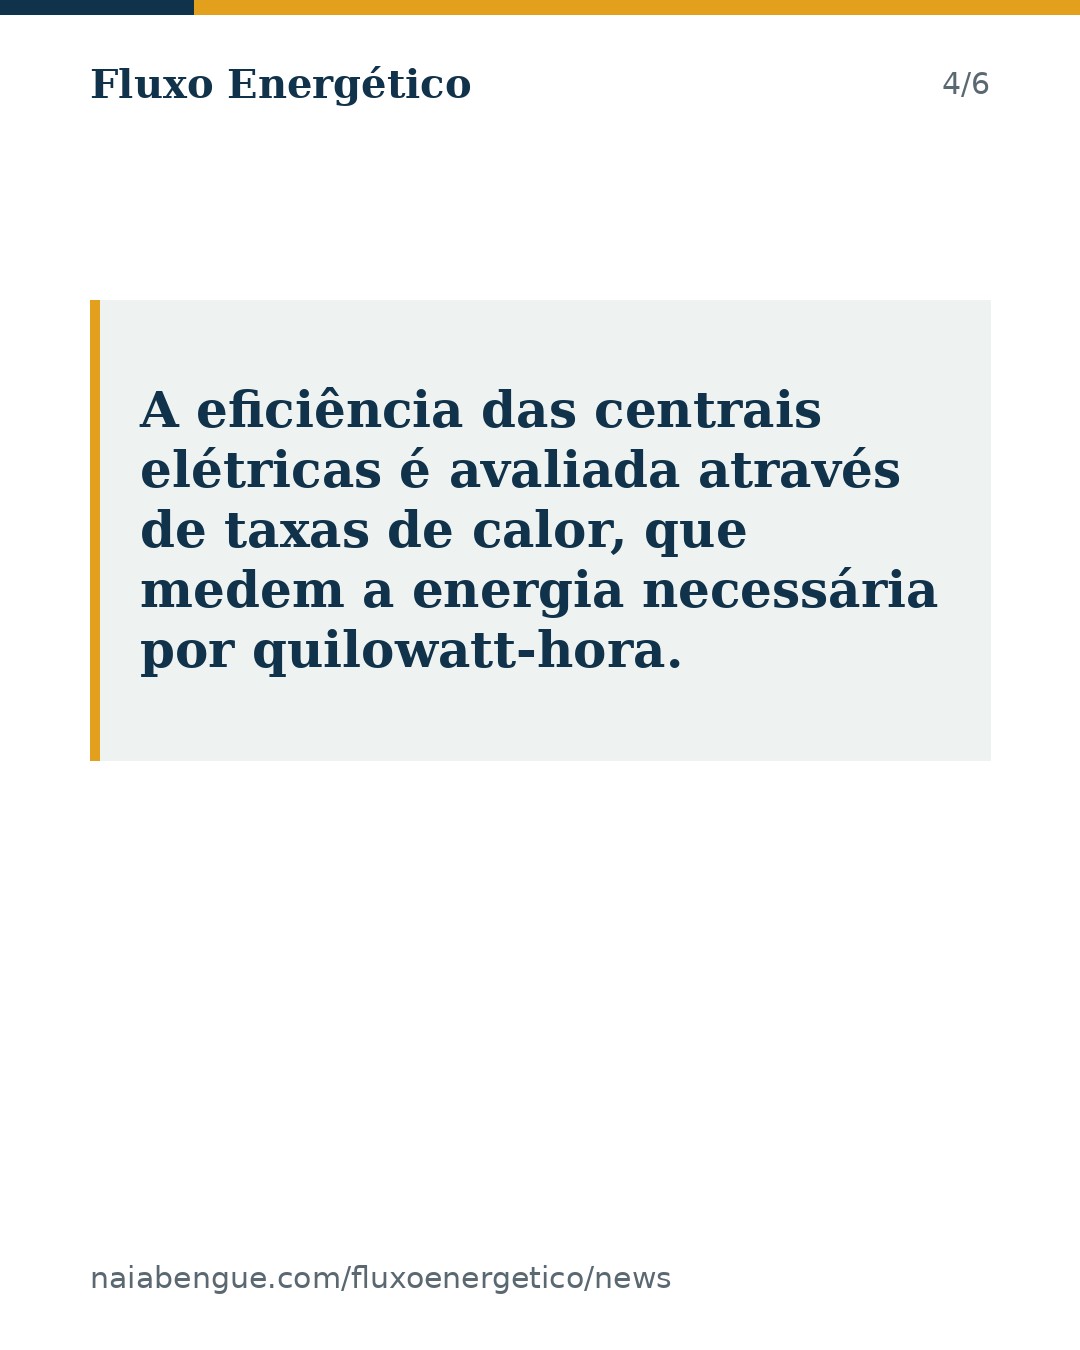 Fluxo Energético
4/6
A eficiência das centrais
elétricas é avaliada através
de taxas de calor, que
medem a energia necessária
por quilowatt-hora.
naiabengue.com/fluxoenergetico/news